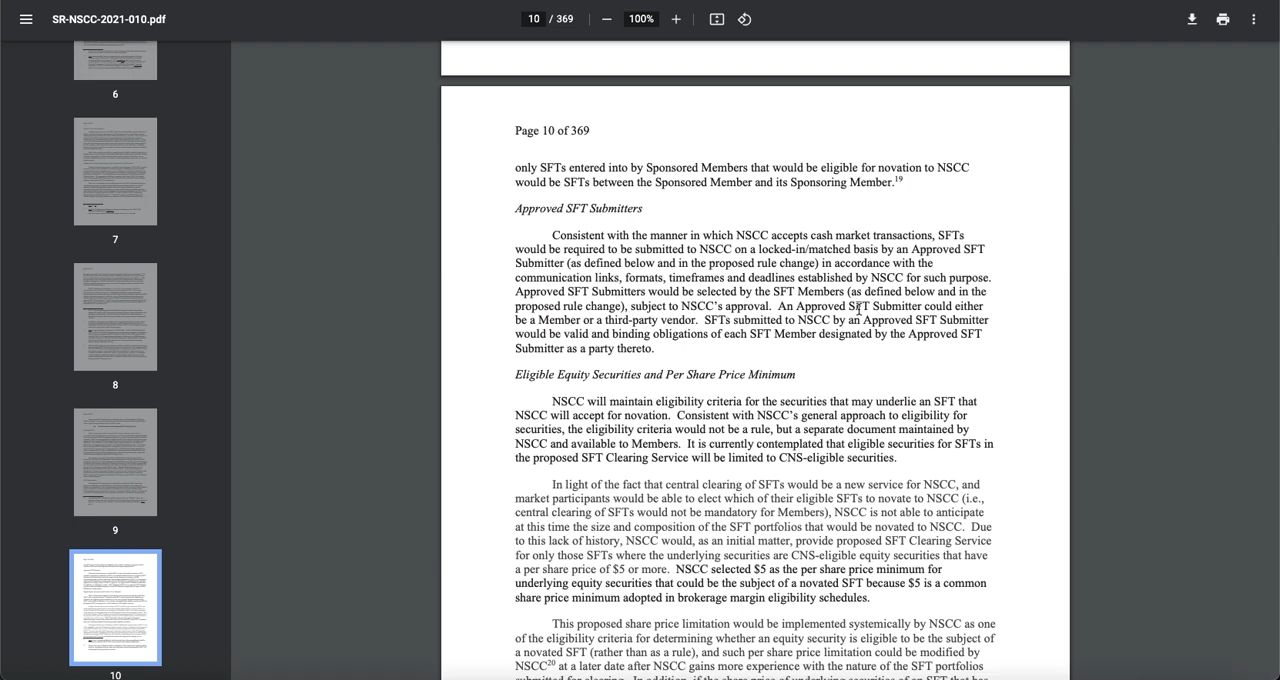 SR-NSCC-2021-010.pdf
10 / 369
100%
6
7
8
9
10
Page 10 of 369
only SFTs entered into by Sponsored Members that would be eligible for novation to NSCC
would be SFTs between the Sponsored Member and its Sponsoring Member.19
Approved SFT Submitters
Consistent with the manner in which NSCC accepts cash market transactions, SFTs
would be required to be submitted to NSCC on a locked-in/matched basis by an Approved SFT
Submitter (as defined below and in the proposed rule change) in accordance with the
communication links, formats, timeframes and deadlines established by NSCC for such purpose.
Approved SFT Submitters would be selected by the SFT Members (as defined below and in the
proposed rule change), subject to NSCC's approval. An Approved SFT Submitter could either
be a Member or a third-party vendor. SFTs submitted to NSCC by an Approved SFT Submitter
would be valid and binding obligations of each SFT Member designated by the Approved SFT
Submitter as a party thereto.
Eligible Equity Securities and Per Share Price Minimum
NSCC will maintain eligibility criteria for the securities that may underlie an SFT that
NSCC will accept for novation. Consistent with NSCC's general approach to eligibility for
securities, the eligibility criteria would not be a rule, but a separate document maintained by
NSCC and available to Members. It is currently contemplated that eligible securities for SFTs in
the proposed SFT Clearing Service will be limited to CNS-eligible securities.
In light of the fact that central clearing of SFTs would be a new service for NSCC, and
market participants would be able to elect which of their eligible SFTs to novate to NSCC (i.e.,
central clearing of SFTs would not be mandatory for Members), NSCC is not able to anticipate
at this time the size and composition of the SFT portfolios that would be novated to NSCC. Due
to this lack of history, NSCC would, as an initial matter, provide proposed SFT Clearing Service
for only those SFTs where the underlying securities are CNS-eligible equity securities that have
a per share price of $5 or more. NSCC selected $5 as the per share price minimum for
underlying equity securities that could be the subject of a novated SFT because $5 is a common
share price minimum adopted in brokerage margin eligibility schedules.
This proposed share price limitation would be implemented systemically by NSCC as one
of the eligibility criteria for determining whether an equity security is eligible to be the subject of
a novated SFT (rather than as a rule), and such per share price limitation could be modified by
NSCC20 at a later date after NSCC gains more experience with the nature of the SFT portfolios
submitted for clearing. In addition, if the share price of underlying securities of an SFT that has